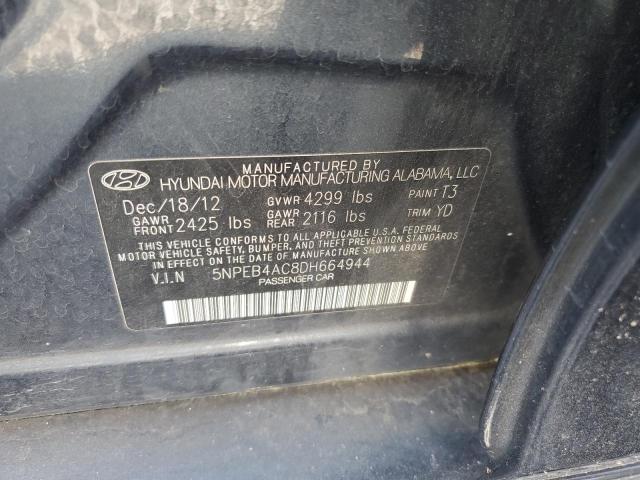 MANUFACTURED BY
HYUNDAI MOTOR MANUFACTURING ALABAMA, LLC
Dec/18/12 GVWR 4299 lbs PAINT T3
GAWR FRONT 2425 lbs GAWR REAR 2116 lbs TRIM YD
THIS VEHICLE CONFORMS TO ALL APPLICABLE U.S.A. FEDERAL
MOTOR VEHICLE SAFETY, BUMPER, AND THEFT PREVENTION STANDARDS
IN EFFECT ON THE DATE OF MANUFACTURE SHOWN ABOVE
V.I.N 5NPEB4AC8DH664944
PASSENGER CAR